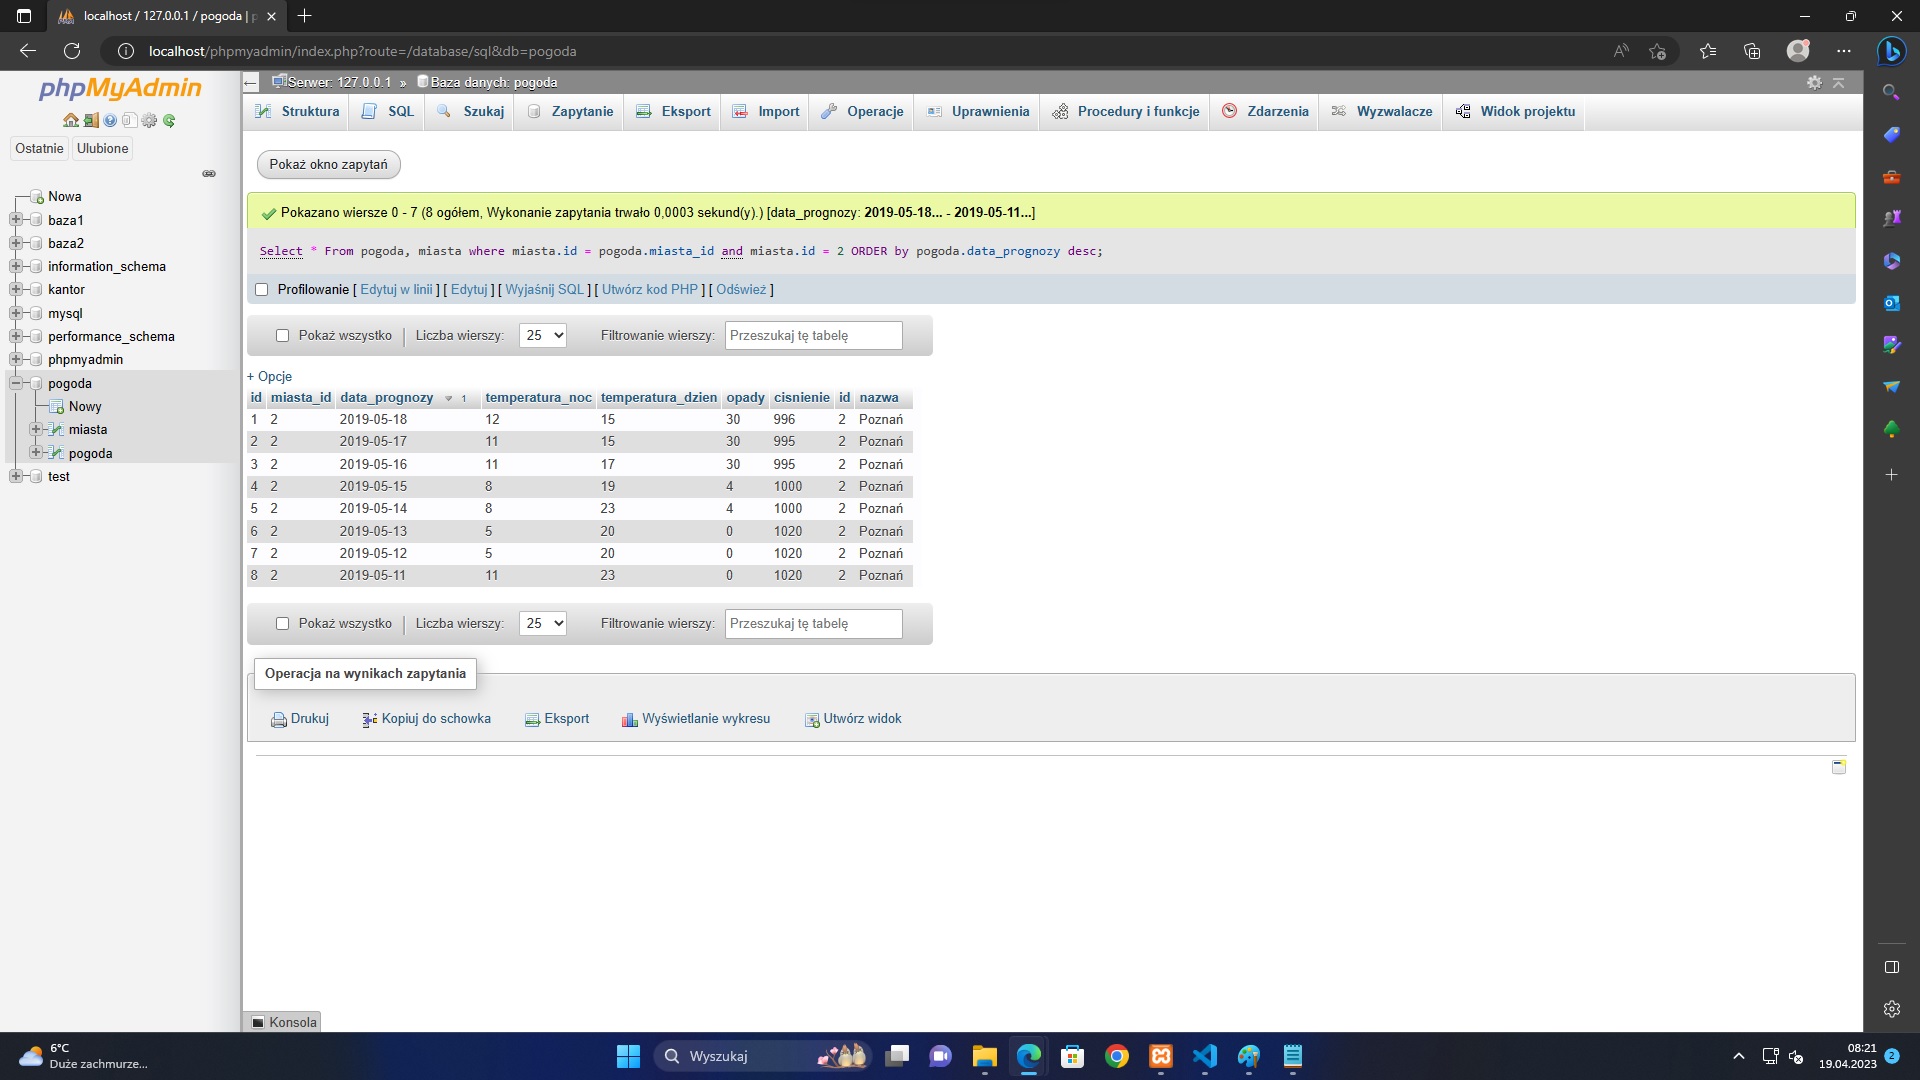 localhost / 127.0.0.1 / pogoda | p
localhost/phpmyadmin/index.php?route=/database/sql&db=pogoda
phpMyAdmin
Ostatnie Ulubione
Nowa
baza1
baza2
information_schema
kantor
mysql
performance_schema
phpmyadmin
pogoda
Nowy
miasta
pogoda
test
Serwer: 127.0.0.1 » Baza danych: pogoda
Struktura SQL Szukaj Zapytanie Eksport Import Operacje Uprawnienia Procedury i funkcje Zdarzenia Wyzwalacze Widok projektu
Pokaż okno zapytań
Pokazano wiersze 0 - 7 (8 ogółem, Wykonanie zapytania trwało 0,0003 sekund(y).) [data_prognozy: 2019-05-18... - 2019-05-11...]
Select * From pogoda, miasta where miasta.id = pogoda.miasta_id and miasta.id = 2 ORDER by pogoda.data_prognozy desc;
Profilowanie [ Edytuj w linii ] [ Edytuj ] [ Wyjaśnij SQL ] [ Utwórz kod PHP ] [ Odśwież ]
Pokaż wszystko | Liczba wierszy: 25 Filtrowanie wierszy: Przeszukaj tę tabelę
+ Opcje
id miasta_id data_prognozy 1 temperatura_noc temperatura_dzien opady cisnienie id nazwa
1 2 2019-05-18 12 15 30 996 2 Poznań
2 2 2019-05-17 11 15 30 995 2 Poznań
3 2 2019-05-16 11 17 30 995 2 Poznań
4 2 2019-05-15 8 19 4 1000 2 Poznań
5 2 2019-05-14 8 23 4 1000 2 Poznań
6 2 2019-05-13 5 20 0 1020 2 Poznań
7 2 2019-05-12 5 20 0 1020 2 Poznań
8 2 2019-05-11 11 23 0 1020 2 Poznań
Pokaż wszystko | Liczba wierszy: 25 Filtrowanie wierszy: Przeszukaj tę tabelę
Operacja na wynikach zapytania
Drukuj Kopiuj do schowka Eksport Wyświetlanie wykresu Utwórz widok
Konsola
6°C
Duże zachmurze...
Wyszukaj
08:21
19.04.2023
2